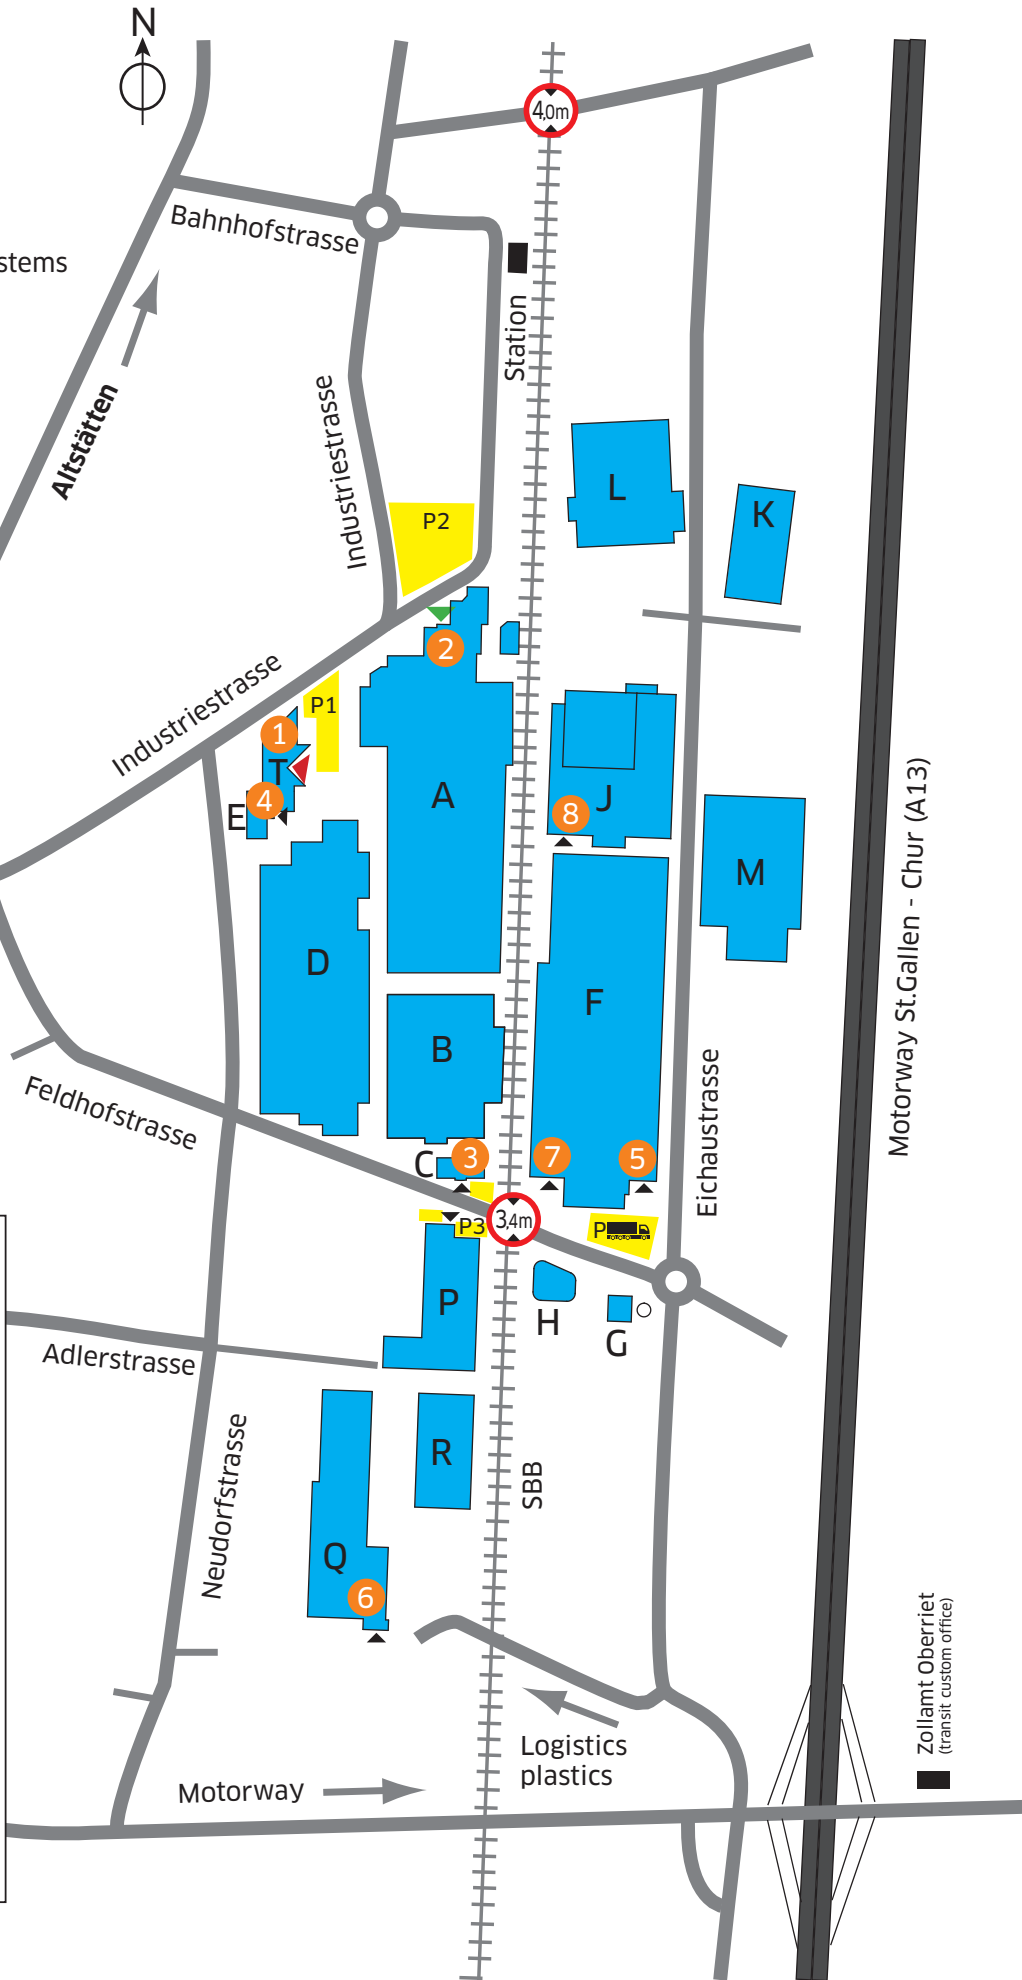 N
4,0m
Bahnhofstrasse
stems
Station
Altstätten
Industriestrasse
L
K
P2
2
Industriestrasse
P1
1
T
4
E
A
J
8
M
Motorway St.Gallen - Chur (A13)
D
F
B
Eichaustrasse
Feldhofstrasse
C
3
7
5
P3
3,4m
P
P
H
G
Adlerstrasse
R
Neudorfstrasse
SBB
Q
6
Zollamt Oberriet
(transit custom office)
Logistics
plastics
Motorway